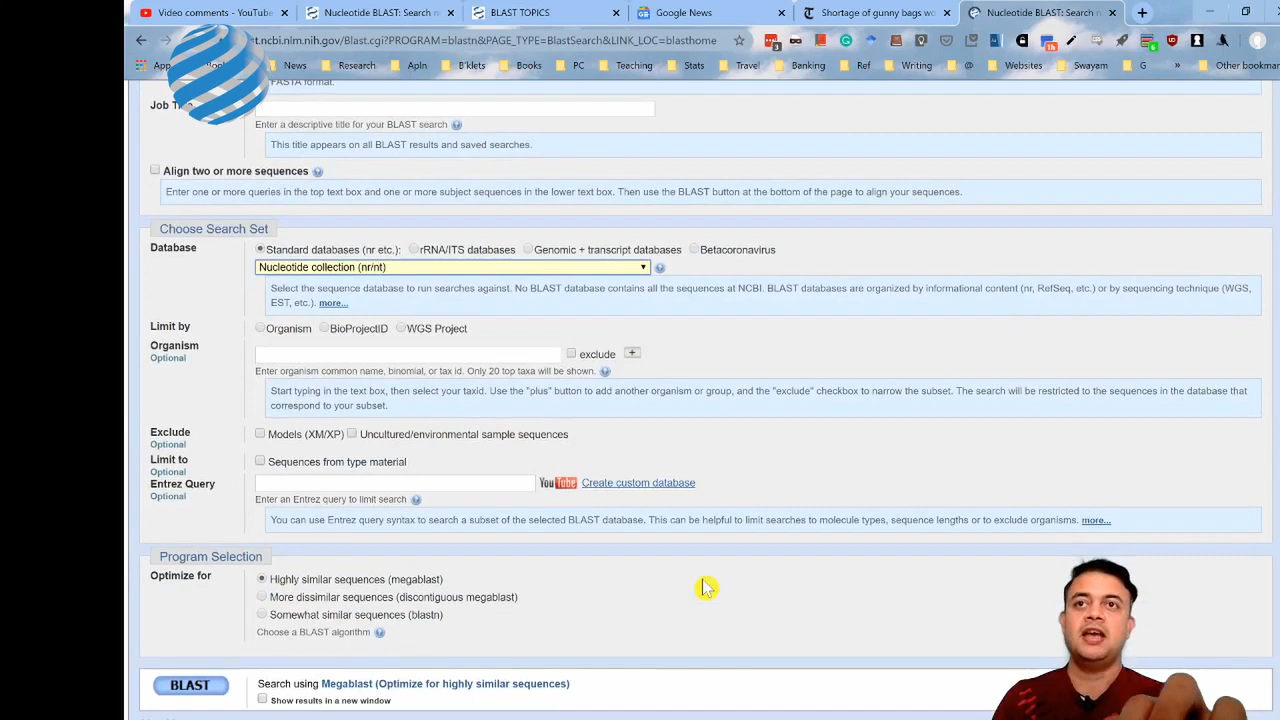 Video comments - YouTube
Nucleotide BLAST: Search n
BLAST TOPICS
Google News
Shortage of gunny bags wo
Nucleotide BLAST: Search n
.ncbi.nlm.nih.gov/Blast.cgi?PROGRAM=blastn&PAGE_TYPE=BlastSearch&LINK_LOC=blasthome
News Research ApIn B'klets Books PC Teaching Stats Travel Banking Ref Writing @ Websites Swayam G » Other bookmar
FASTA format.
Job
Enter a descriptive title for your BLAST search
This title appears on all BLAST results and saved searches.
Align two or more sequences
Enter one or more queries in the top text box and one or more subject sequences in the lower text box. Then use the BLAST button at the bottom of the page to align your sequences.
Choose Search Set
Database
Standard databases (nr etc.): rRNA/ITS databases Genomic + transcript databases Betacoronavirus
Nucleotide collection (nr/nt)
Select the sequence database to run searches against. No BLAST database contains all the sequences at NCBI. BLAST databases are organized by informational content (nr, RefSeq, etc.) or by sequencing technique (WGS,
EST, etc.). more...
Limit by
Organism BioProjectID WGS Project
Organism
Optional
exclude +
Enter organism common name, binomial, or tax id. Only 20 top taxa will be shown.
Start typing in the text box, then select your taxid. Use the "plus" button to add another organism or group, and the "exclude" checkbox to narrow the subset. The search will be restricted to the sequences in the database that
correspond to your subset.
Exclude
Optional
Models (XM/XP) Uncultured/environmental sample sequences
Limit to
Optional
Sequences from type material
Entrez Query
Optional
YouTube Create custom database
Enter an Entrez query to limit search
You can use Entrez query syntax to search a subset of the selected BLAST database. This can be helpful to limit searches to molecule types, sequence lengths or to exclude organisms. more...
Program Selection
Optimize for
Highly similar sequences (megablast)
More dissimilar sequences (discontiguous megablast)
Somewhat similar sequences (blastn)
Choose a BLAST algorithm
BLAST
Search using Megablast (Optimize for highly similar sequences)
Show results in a new window